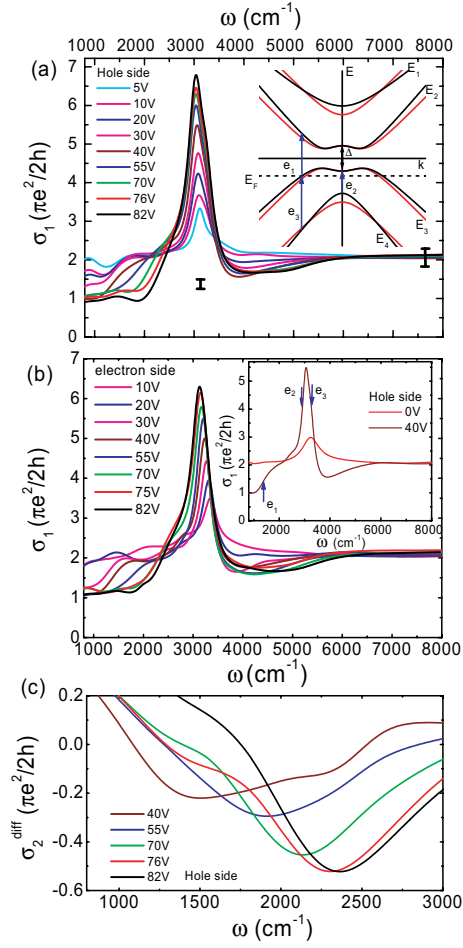 ω (cm⁻¹)
1000 2000 3000 4000 5000 6000 7000 8000
(a)
Hole side
5V
10V
20V
30V
40V
55V
70V
76V
82V
E
E₁
E₂
Δ
k
e₁
E_F
e₂
e₃
E₃
E₄
7
6
5
4
3
2
1
σ₁ (πe²/2h)
(b)
electron side
10V
20V
30V
40V
55V
70V
75V
82V
6
5
4
3
2
1
0
σ₁ (πe²/2h)
Hole side
0V
40V
e₂
e₃
e₁
5
4
3
2
1
σ₁ (πe²/2h)
2000 4000 6000 8000
ω (cm⁻¹)
1000 2000 3000 4000 5000 6000 7000 8000
ω (cm⁻¹)
(c)
0.2
0.0
-0.2
-0.4
-0.6
σ₂^diff (πe²/2h)
40V
55V
70V
76V
82V Hole side
1000 1500 2000 2500 3000
ω (cm⁻¹)